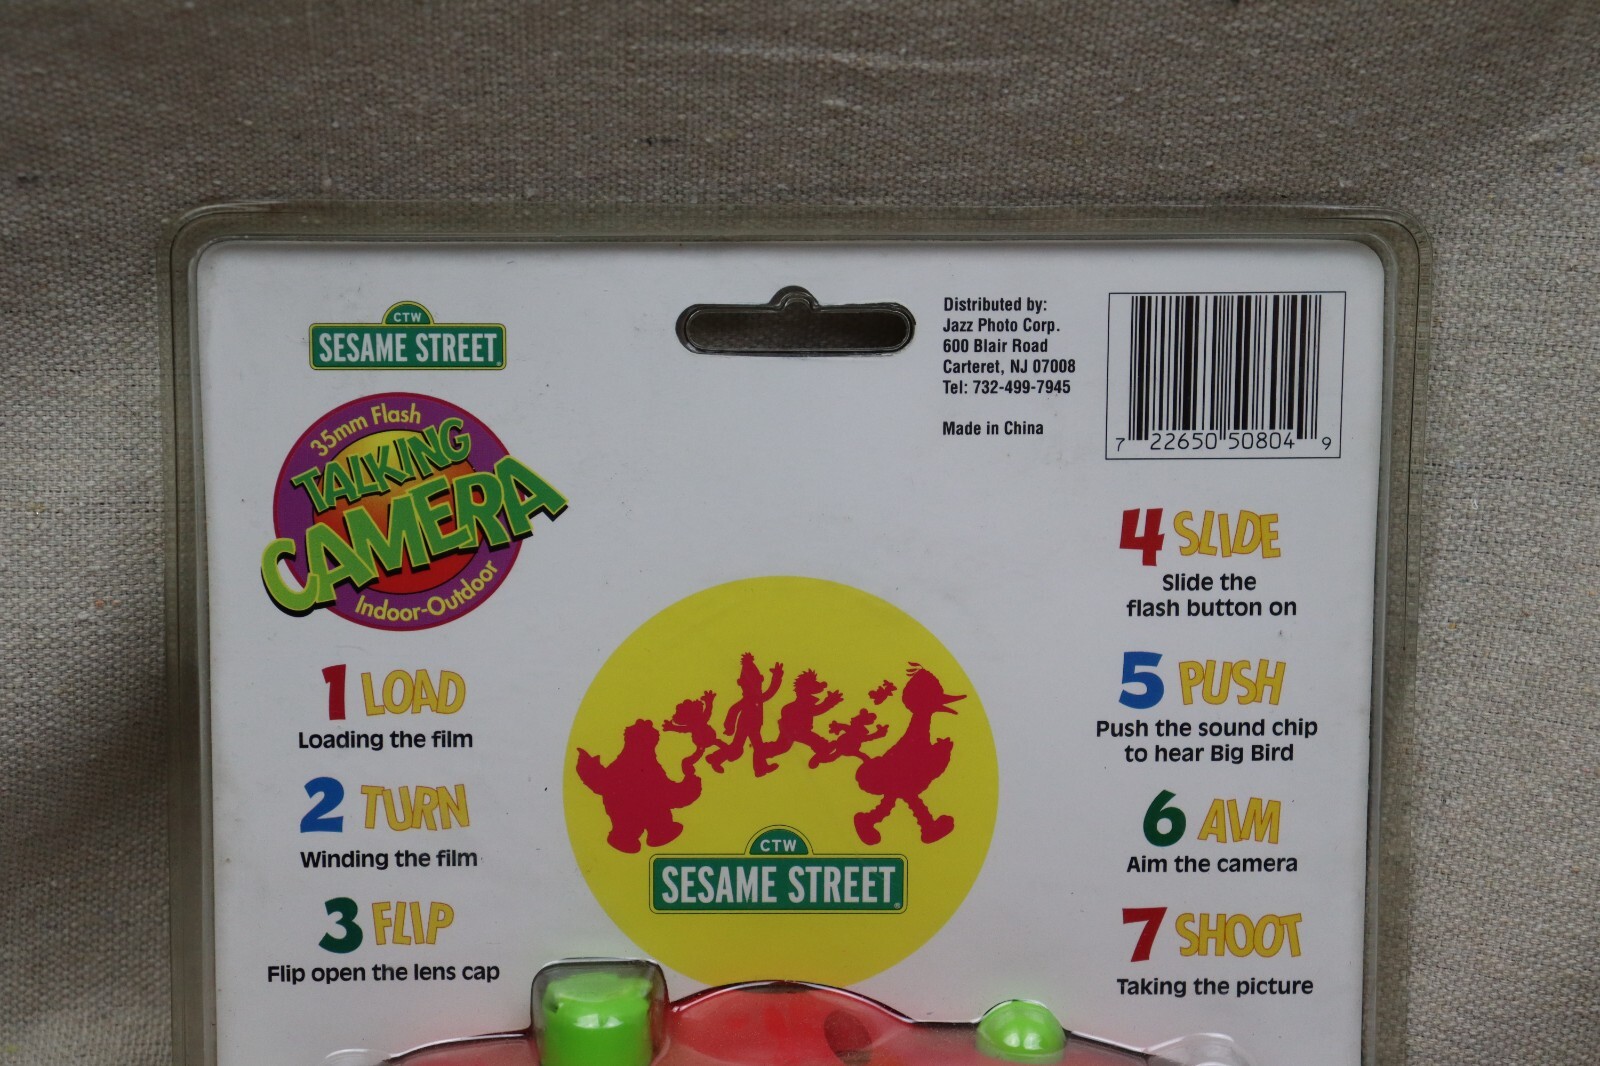 CTW
SESAME STREET
35mm Flash
TALKING
CAMERA
Indoor-Outdoor
1 LOAD
Loading the film
2 TURN
Winding the film
3 FLIP
Flip open the lens cap
Distributed by:
Jazz Photo Corp.
600 Blair Road
Carteret, NJ 07008
Tel: 732-499-7945
Made in China
7 22650 50804 9
4 SLIDE
Slide the
flash button on
5 PUSH
Push the sound chip
to hear Big Bird
6 AIM
Aim the camera
7 SHOOT
Taking the picture
CTW
SESAME STREET